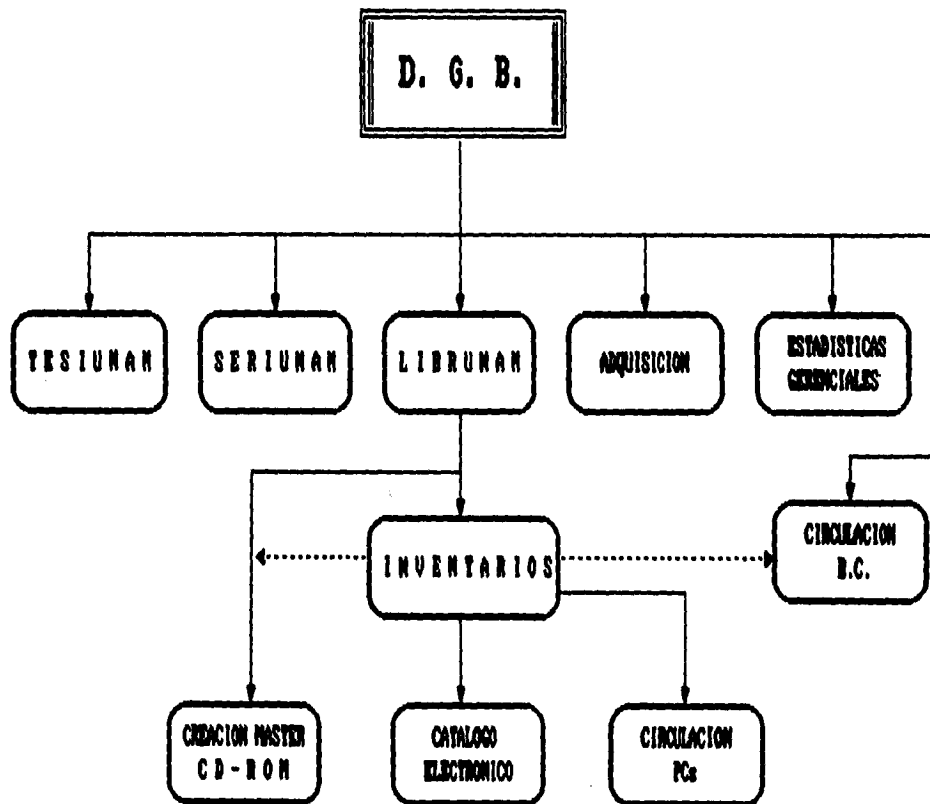 D. G. B.
TESIUNAM
SERIUNAM
LIBRUNAM
ADQUISICION
ESTADISTICAS
GERENCIALES
INVENTARIOS
CIRCULACION
B.C.
CREACION MASTER
CD-ROM
CATALOGO
ELECTRONICO
CIRCULACION
PCs